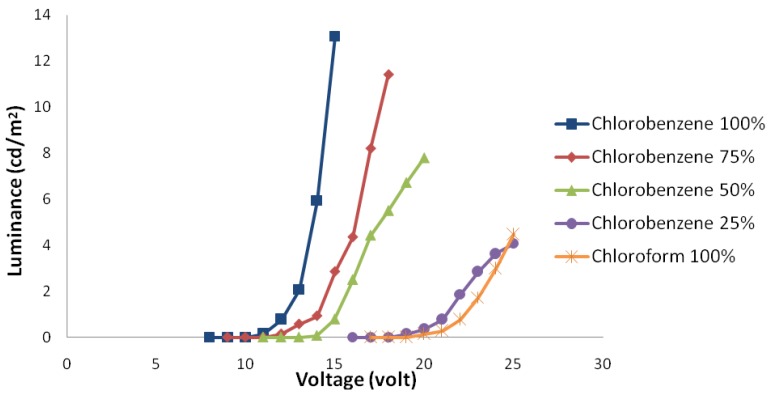 14
12
10
8
6
4
2
0
Luminance (cd/m2)
0 5 10 15 20 25 30
Voltage (volt)
Chlorobenzene 100%
Chlorobenzene 75%
Chlorobenzene 50%
Chlorobenzene 25%
Chloroform 100%